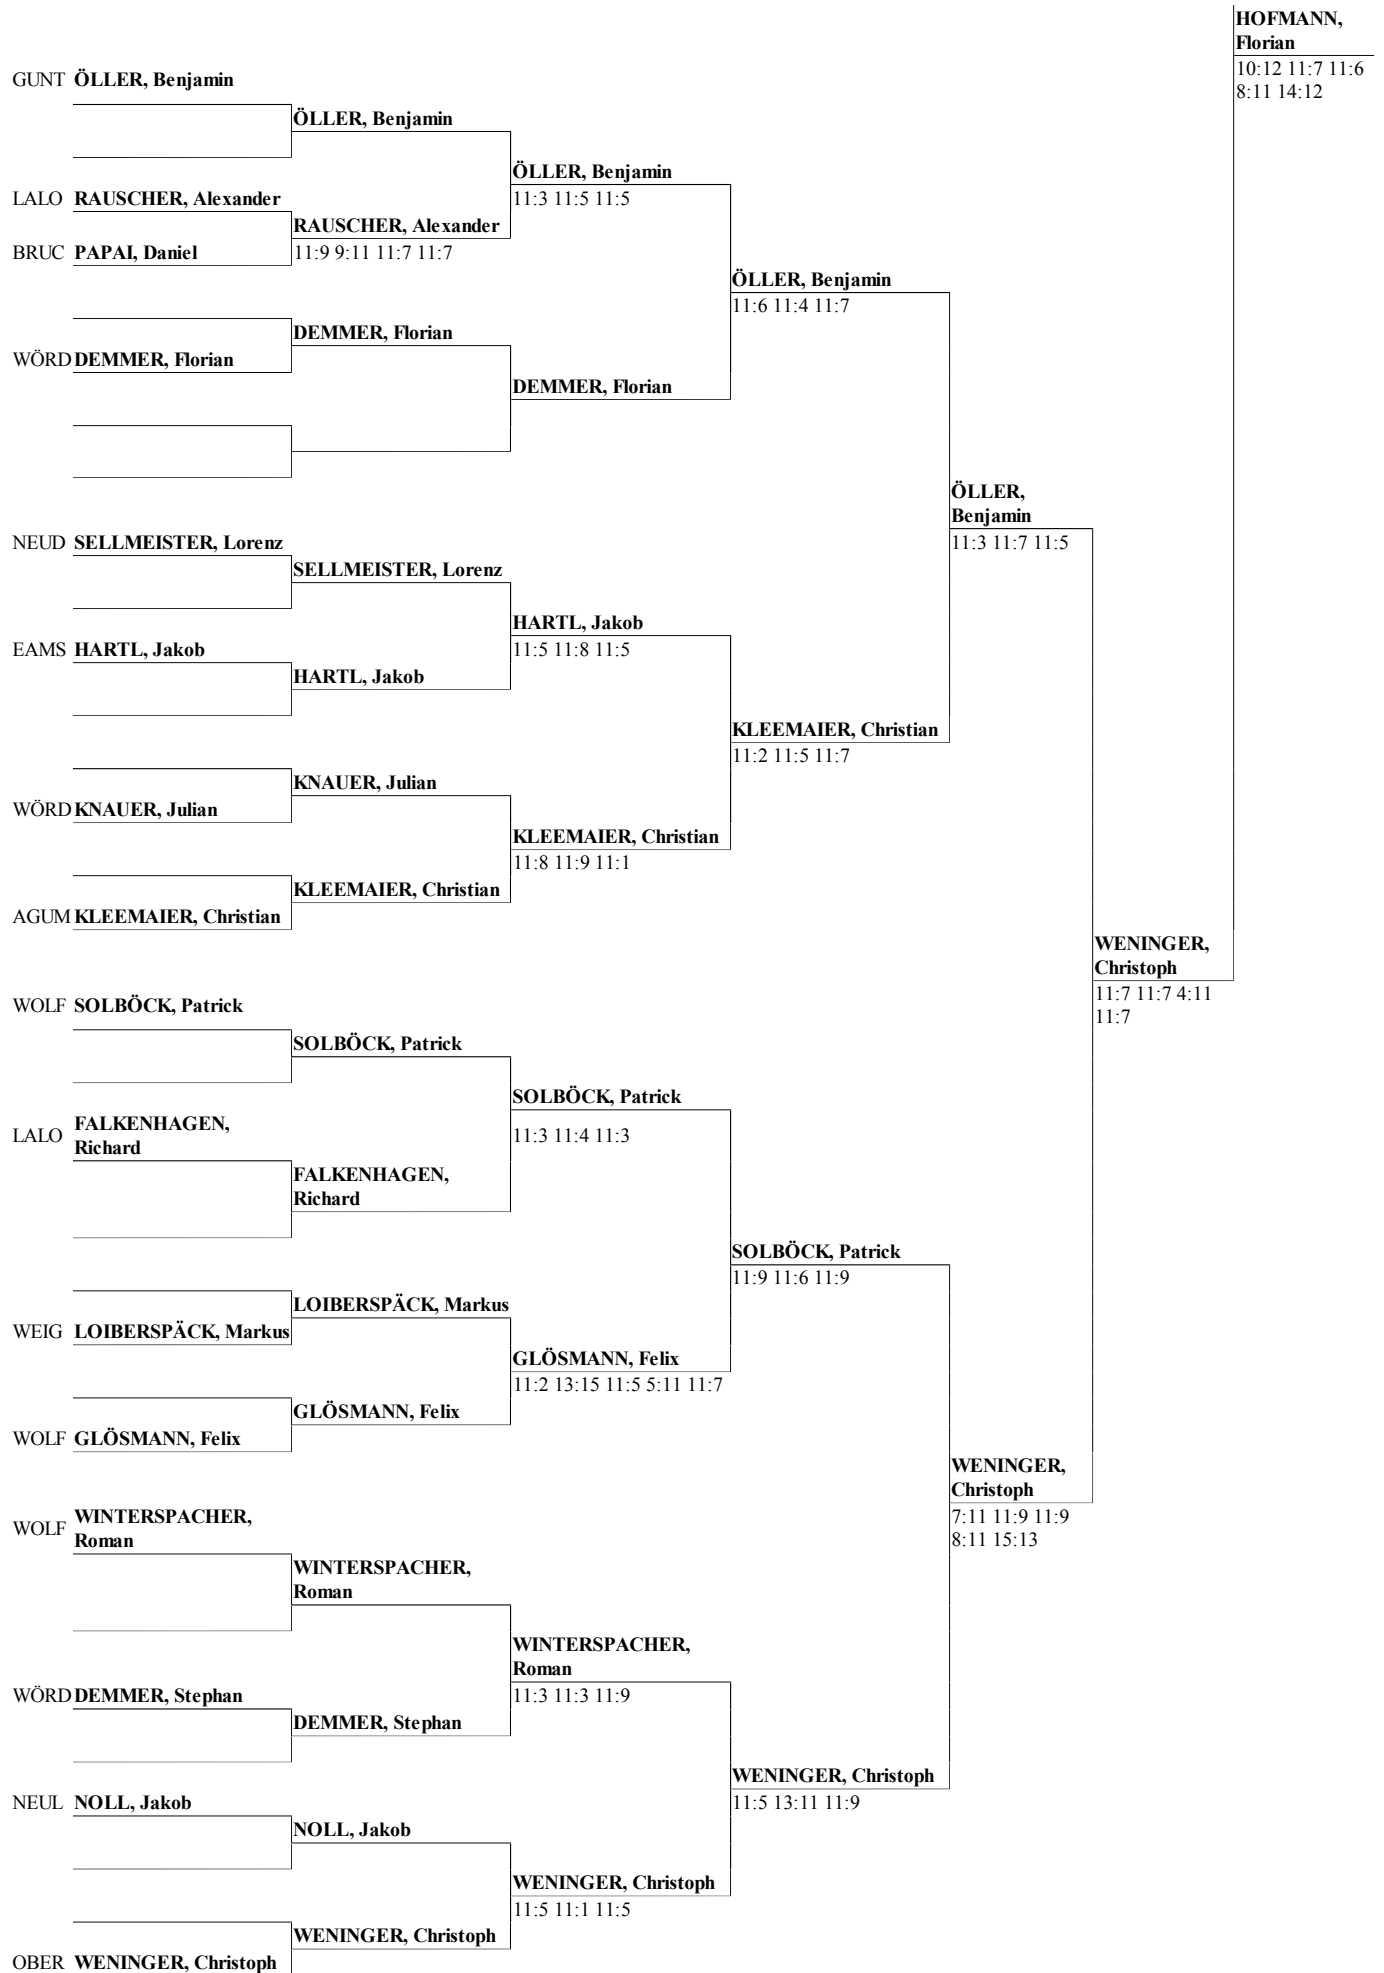 HOFMANN,
Florian
10:12 11:7 11:6
8:11 14:12
GUNT ÖLLER, Benjamin
ÖLLER, Benjamin
ÖLLER, Benjamin
11:3 11:5 11:5
LALO RAUSCHER, Alexander
RAUSCHER, Alexander
11:9 9:11 11:7 11:7
BRUC PAPAI, Daniel
ÖLLER, Benjamin
11:6 11:4 11:7
DEMMER, Florian
WÖRD DEMMER, Florian
DEMMER, Florian
ÖLLER,
Benjamin
11:3 11:7 11:5
NEUD SELLMEISTER, Lorenz
SELLMEISTER, Lorenz
HARTL, Jakob
11:5 11:8 11:5
EAMS HARTL, Jakob
HARTL, Jakob
KLEEMAIER, Christian
11:2 11:5 11:7
KNAUER, Julian
WÖRD KNAUER, Julian
KLEEMAIER, Christian
11:8 11:9 11:1
KLEEMAIER, Christian
AGUM KLEEMAIER, Christian
WENINGER,
Christoph
11:7 11:7 4:11
11:7
WOLF SOLBÖCK, Patrick
SOLBÖCK, Patrick
SOLBÖCK, Patrick
11:3 11:4 11:3
LALO FALKENHAGEN,
Richard
FALKENHAGEN,
Richard
SOLBÖCK, Patrick
11:9 11:6 11:9
LOIBERSPÄCK, Markus
WEIG LOIBERSPÄCK, Markus
GLÖSMANN, Felix
11:2 13:15 11:5 5:11 11:7
GLÖSMANN, Felix
WOLF GLÖSMANN, Felix
WENINGER,
Christoph
7:11 11:9 11:9
8:11 15:13
WOLF WINTERSPACHER,
Roman
WINTERSPACHER,
Roman
WINTERSPACHER,
Roman
11:3 11:3 11:9
WÖRD DEMMER, Stephan
DEMMER, Stephan
WENINGER, Christoph
11:5 13:11 11:9
NEUL NOLL, Jakob
NOLL, Jakob
WENINGER, Christoph
11:5 11:1 11:5
WENINGER, Christoph
OBER WENINGER, Christoph